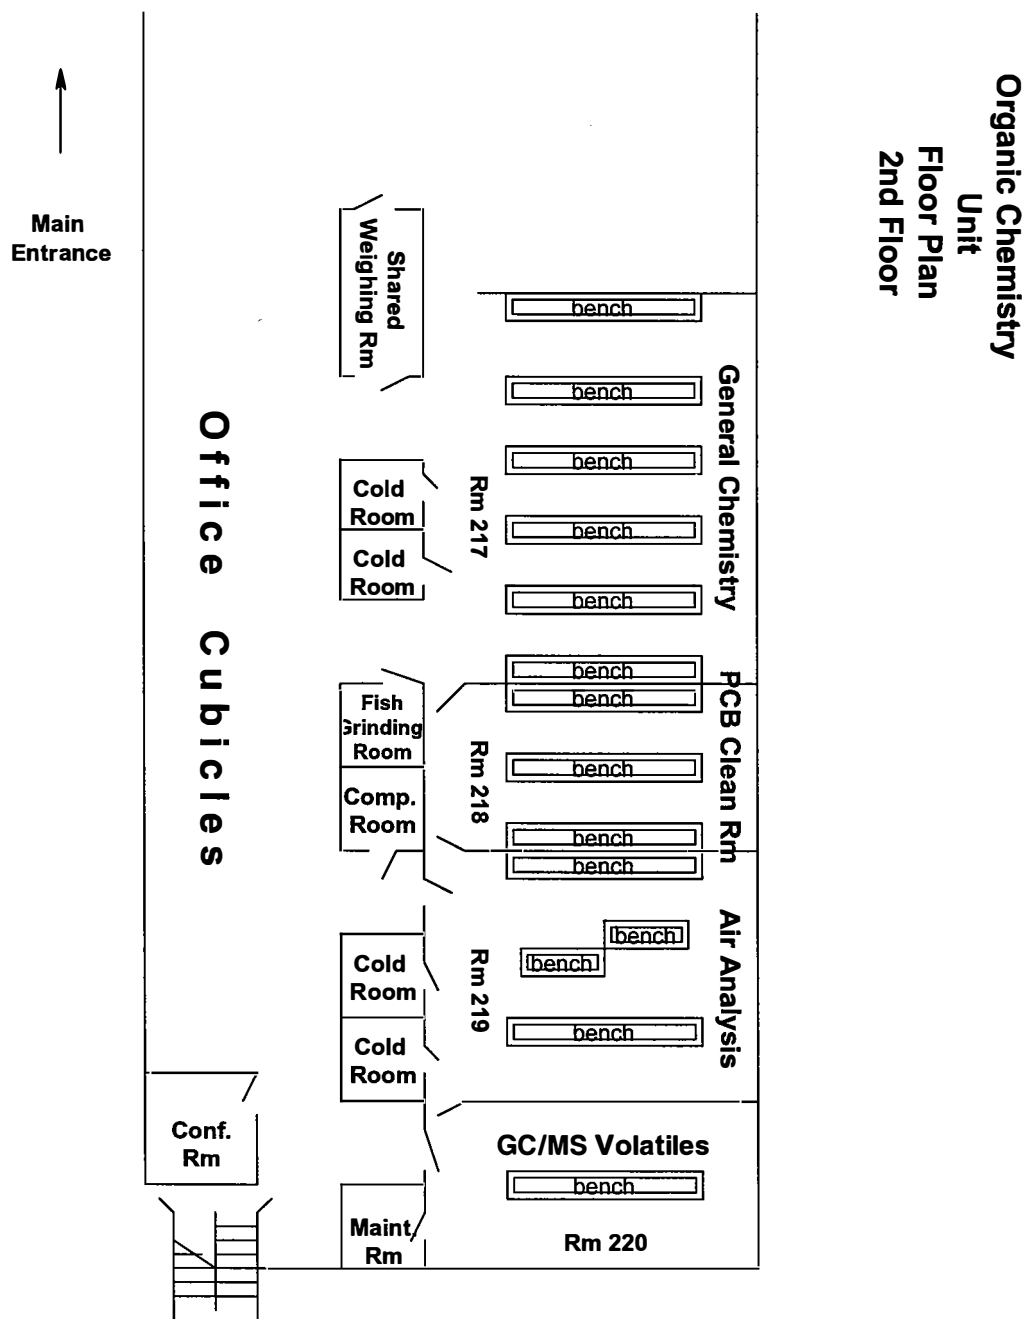 Organic Chemistry
Unit
Floor Plan
2nd Floor
Main
Entrance
Shared
Weighing Rm
bench
bench
General Chemistry
bench
Office Cubicles
Cold
Room
Rm 217
bench
Cold
Room
bench
bench
PCB Clean Rm
bench
Fish
Grinding
Room
Rm 218
bench
Comp.
Room
bench
bench
Air Analysis
bench
bench
Cold
Room
Rm 219
bench
Cold
Room
Conf.
Rm
GC/MS Volatiles
bench
Maint.
Rm
Rm 220